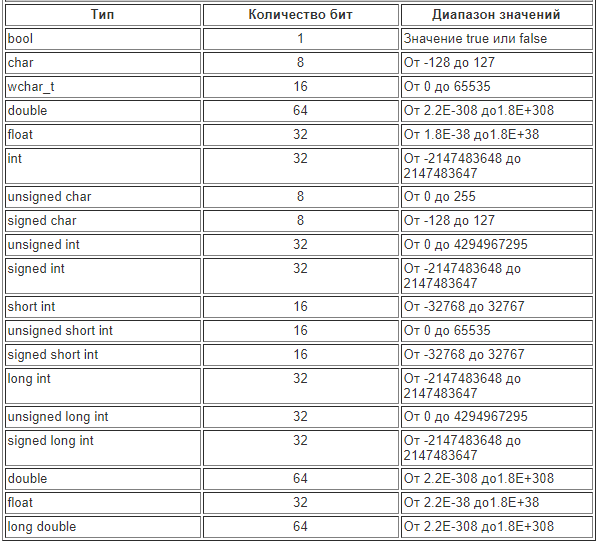 Тип Количество бит Диапазон значений
bool 1 Значение true или false
char 8 От -128 до 127
wchar_t 16 От 0 до 65535
double 64 От 2.2E-308 до1.8E+308
float 32 От 1.8E-38 до1.8E+38
int 32 От -2147483648 до
2147483647
unsigned char 8 От 0 до 255
signed char 8 От -128 до 127
unsigned int 32 От 0 до 4294967295
signed int 32 От -2147483648 до
2147483647
short int 16 От -32768 до 32767
unsigned short int 16 От 0 до 65535
signed short int 16 От -32768 до 32767
long int 32 От -2147483648 до
2147483647
unsigned long int 32 От 0 до 4294967295
signed long int 32 От -2147483648 до
2147483647
double 64 От 2.2E-308 до1.8E+308
float 32 От 2.2E-38 до1.8E+38
long double 64 От 2.2E-308 до1.8E+308